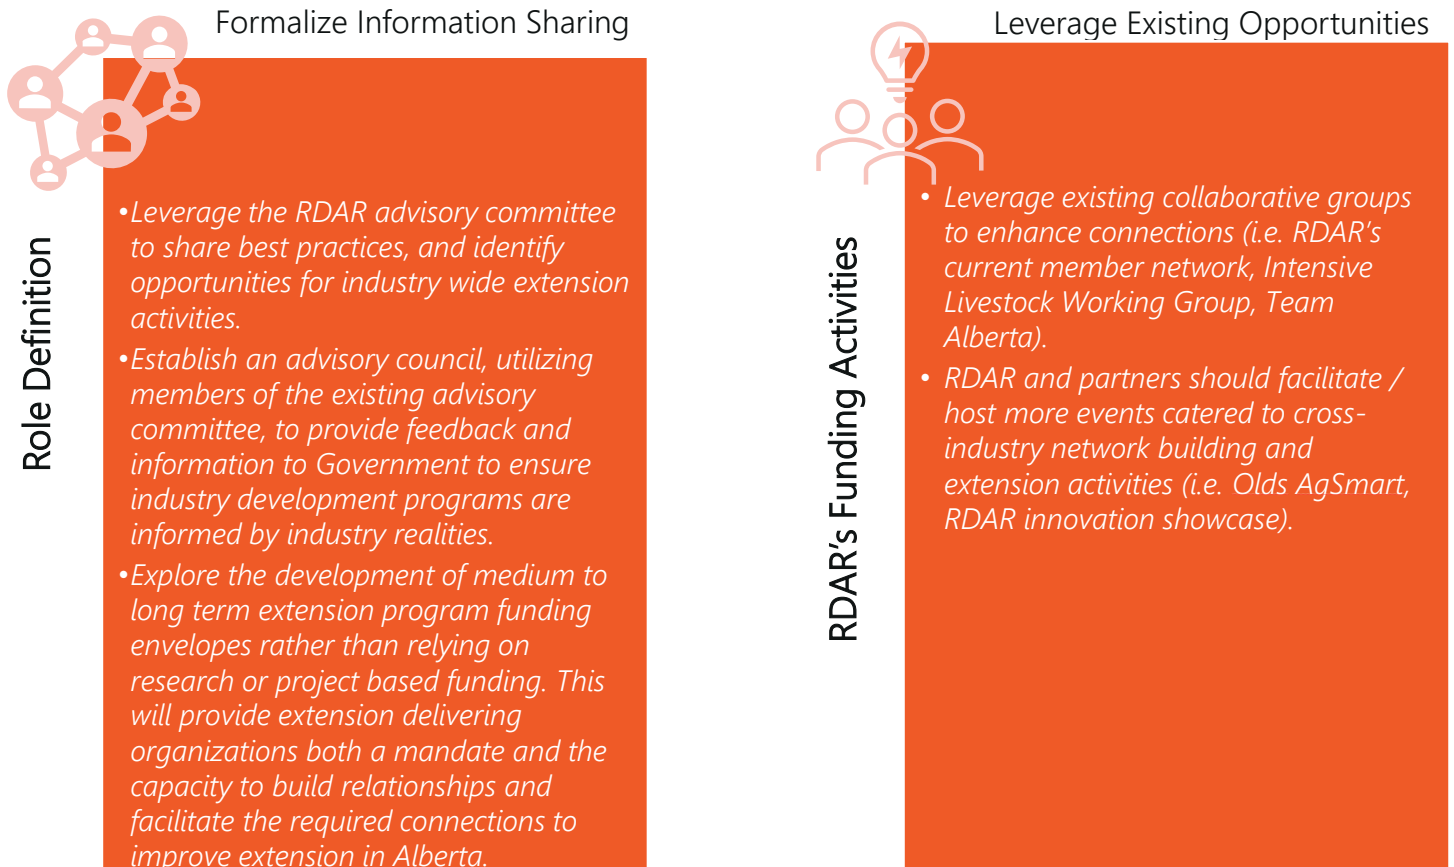 Formalize Information Sharing
Role Definition
•Leverage the RDAR advisory committee
to share best practices, and identify
opportunities for industry wide extension
activities.
•Establish an advisory council, utilizing
members of the existing advisory
committee, to provide feedback and
information to Government to ensure
industry development programs are
informed by industry realities.
•Explore the development of medium to
long term extension program funding
envelopes rather than relying on
research or project based funding. This
will provide extension delivering
organizations both a mandate and the
capacity to build relationships and
facilitate the required connections to
improve extension in Alberta.
Leverage Existing Opportunities
RDAR’s Funding Activities
• Leverage existing collaborative groups
to enhance connections (i.e. RDAR’s
current member network, Intensive
Livestock Working Group, Team
Alberta).
• RDAR and partners should facilitate /
host more events catered to cross-
industry network building and
extension activities (i.e. Olds AgSmart,
RDAR innovation showcase).